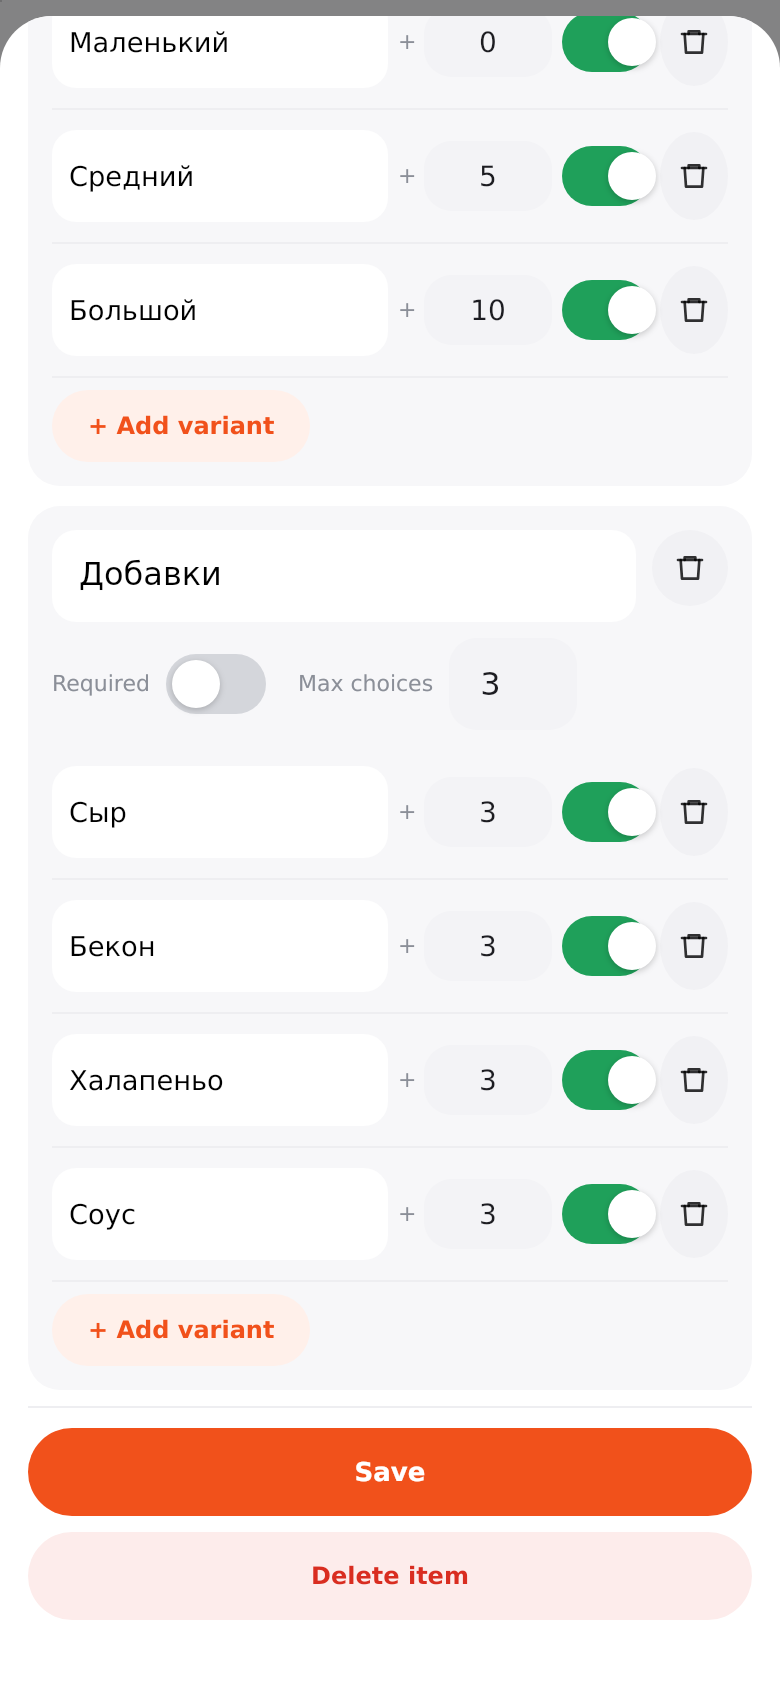 Маленький + 0
Средний + 5
Большой + 10
+ Add variant
Добавки
Required Max choices 3
Сыр + 3
Бекон + 3
Халапеньо + 3
Соус + 3
+ Add variant
Save
Delete item